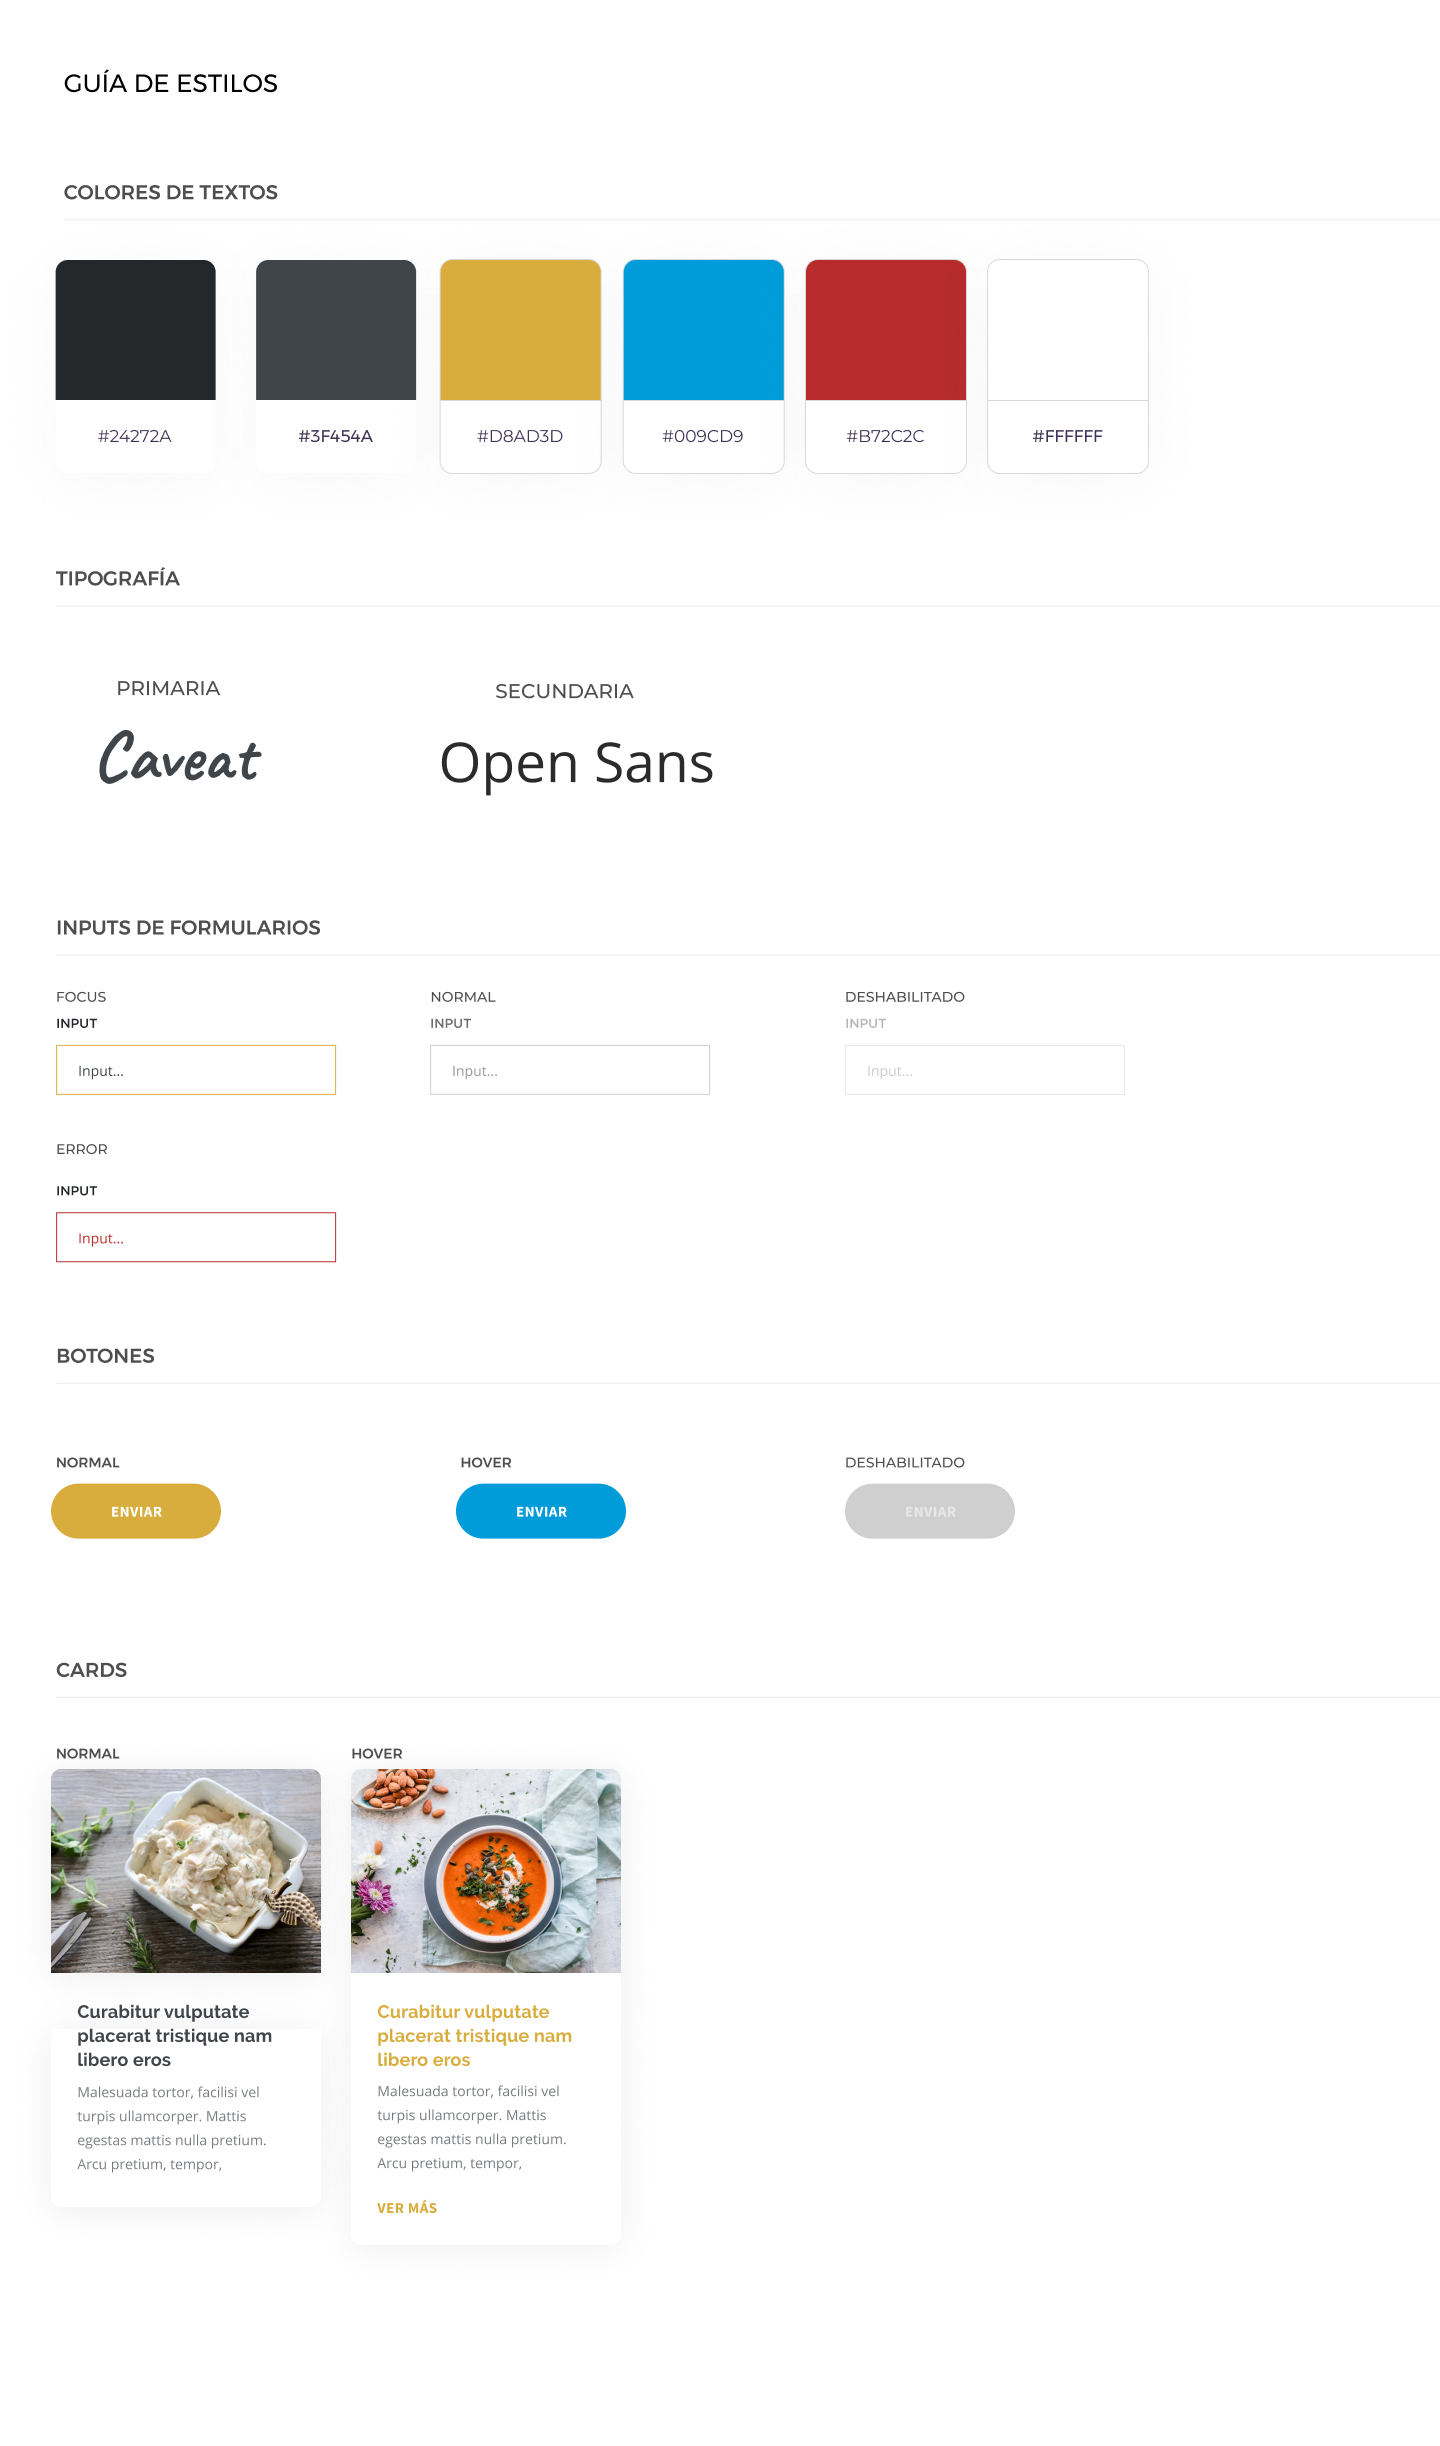 GUÍA DE ESTILOS
COLORES DE TEXTOS
#24272A
#3F454A
#D8AD3D
#009CD9
#B72C2C
#FFFFFF
TIPOGRAFÍA
PRIMARIA
SECUNDARIA
Caveat
Open Sans
INPUTS DE FORMULARIOS
FOCUS
NORMAL
DESHABILITADO
INPUT
INPUT
INPUT
Input...
Input...
Input...
ERROR
INPUT
Input...
BOTONES
NORMAL
HOVER
DESHABILITADO
ENVIAR
ENVIAR
ENVIAR
CARDS
NORMAL
Curabitur vulputate
placerat tristique nam
libero eros
Malesuada tortor, facilisi vel
turpis ullamcorper. Mattis
egestas mattis nulla pretium.
Arcu pretium, tempor,
HOVER
Curabitur vulputate
placerat tristique nam
libero eros
Malesuada tortor, facilisi vel
turpis ullamcorper. Mattis
egestas mattis nulla pretium.
Arcu pretium, tempor,
VER MÁS